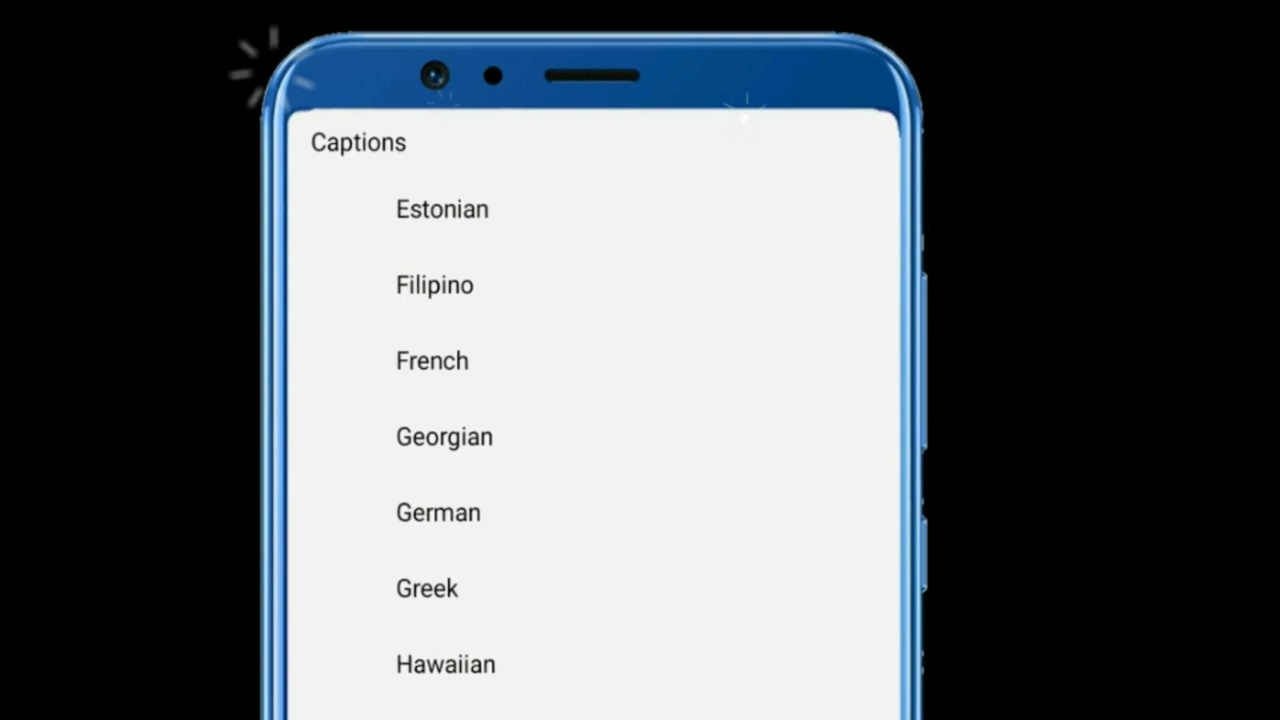 Captions
Estonian
Filipino
French
Georgian
German
Greek
Hawaiian